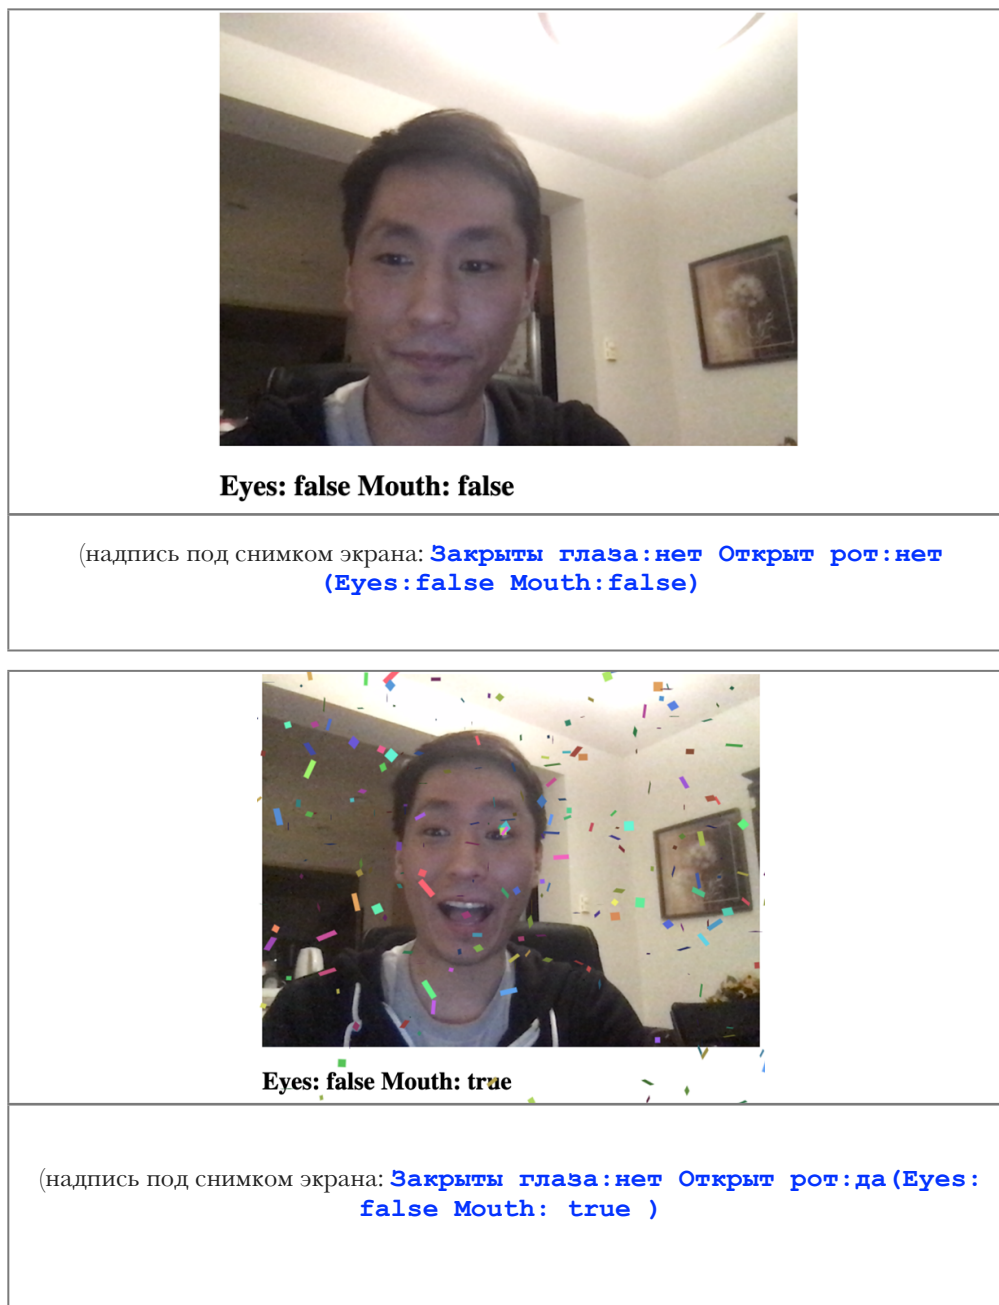 Eyes: false Mouth: false
(надпись под снимком экрана: Закрыты глаза:нет Открыт рот:нет
(Eyes:false Mouth:false)
Eyes: false Mouth: true
(надпись под снимком экрана: Закрыты глаза:нет Открыт рот:да(Eyes:
false Mouth: true )